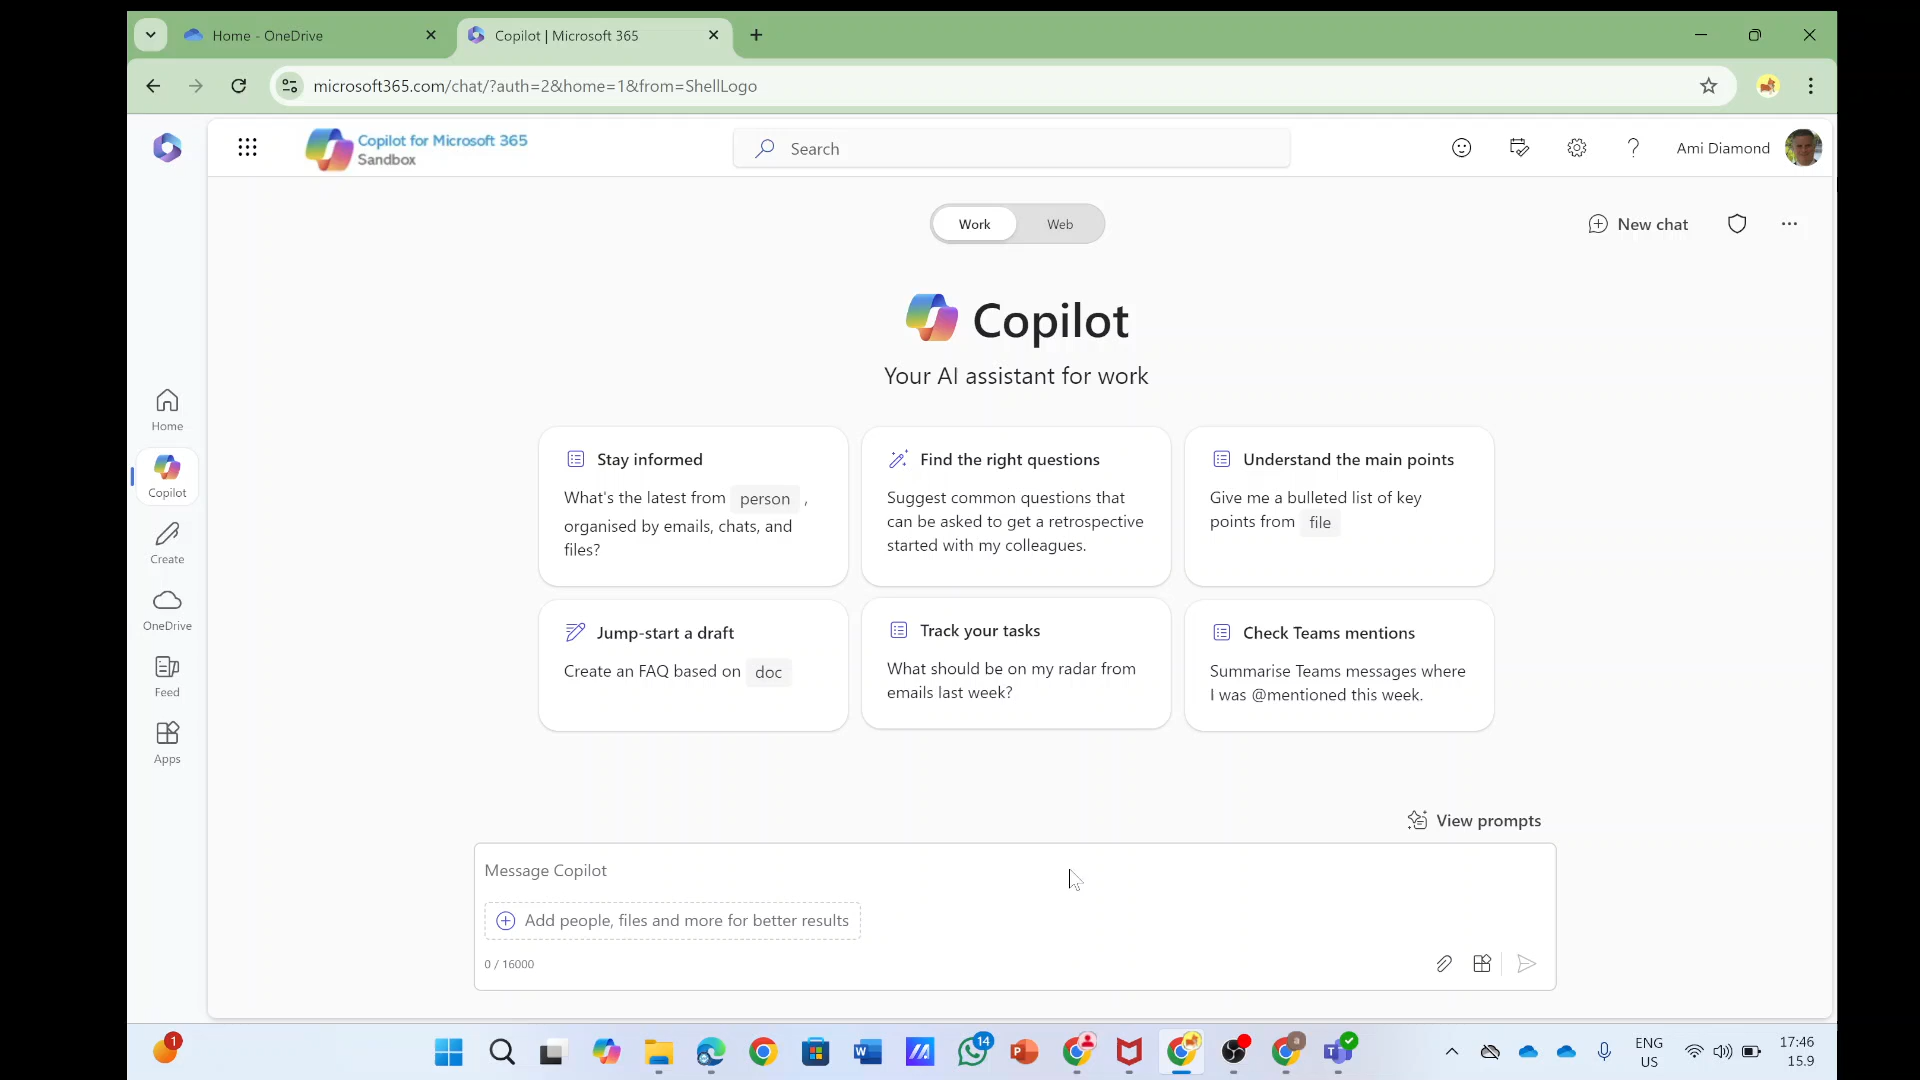 Home - OneDrive
Copilot | Microsoft 365
microsoft365.com/chat/?auth=2&home=1&from=ShellLogo
Copilot for Microsoft 365
Sandbox
Search
Ami Diamond
Work
Web
New chat
Copilot
Your AI assistant for work
Home
Copilot
Create
OneDrive
Feed
Apps
Stay informed
What's the latest from person ,
organised by emails, chats, and
files?
Find the right questions
Suggest common questions that
can be asked to get a retrospective
started with my colleagues.
Understand the main points
Give me a bulleted list of key
points from file
Jump-start a draft
Create an FAQ based on doc
Track your tasks
What should be on my radar from
emails last week?
Check Teams mentions
Summarise Teams messages where
I was @mentioned this week.
View prompts
Message Copilot
Add people, files and more for better results
0 / 16000
1
14
a
ENG
US
17:46
15.9